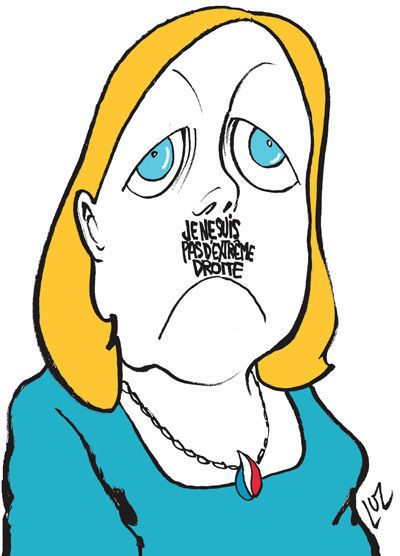 JE NE SUIS
PAS D'EXTRÊME
DROITE
LUZ